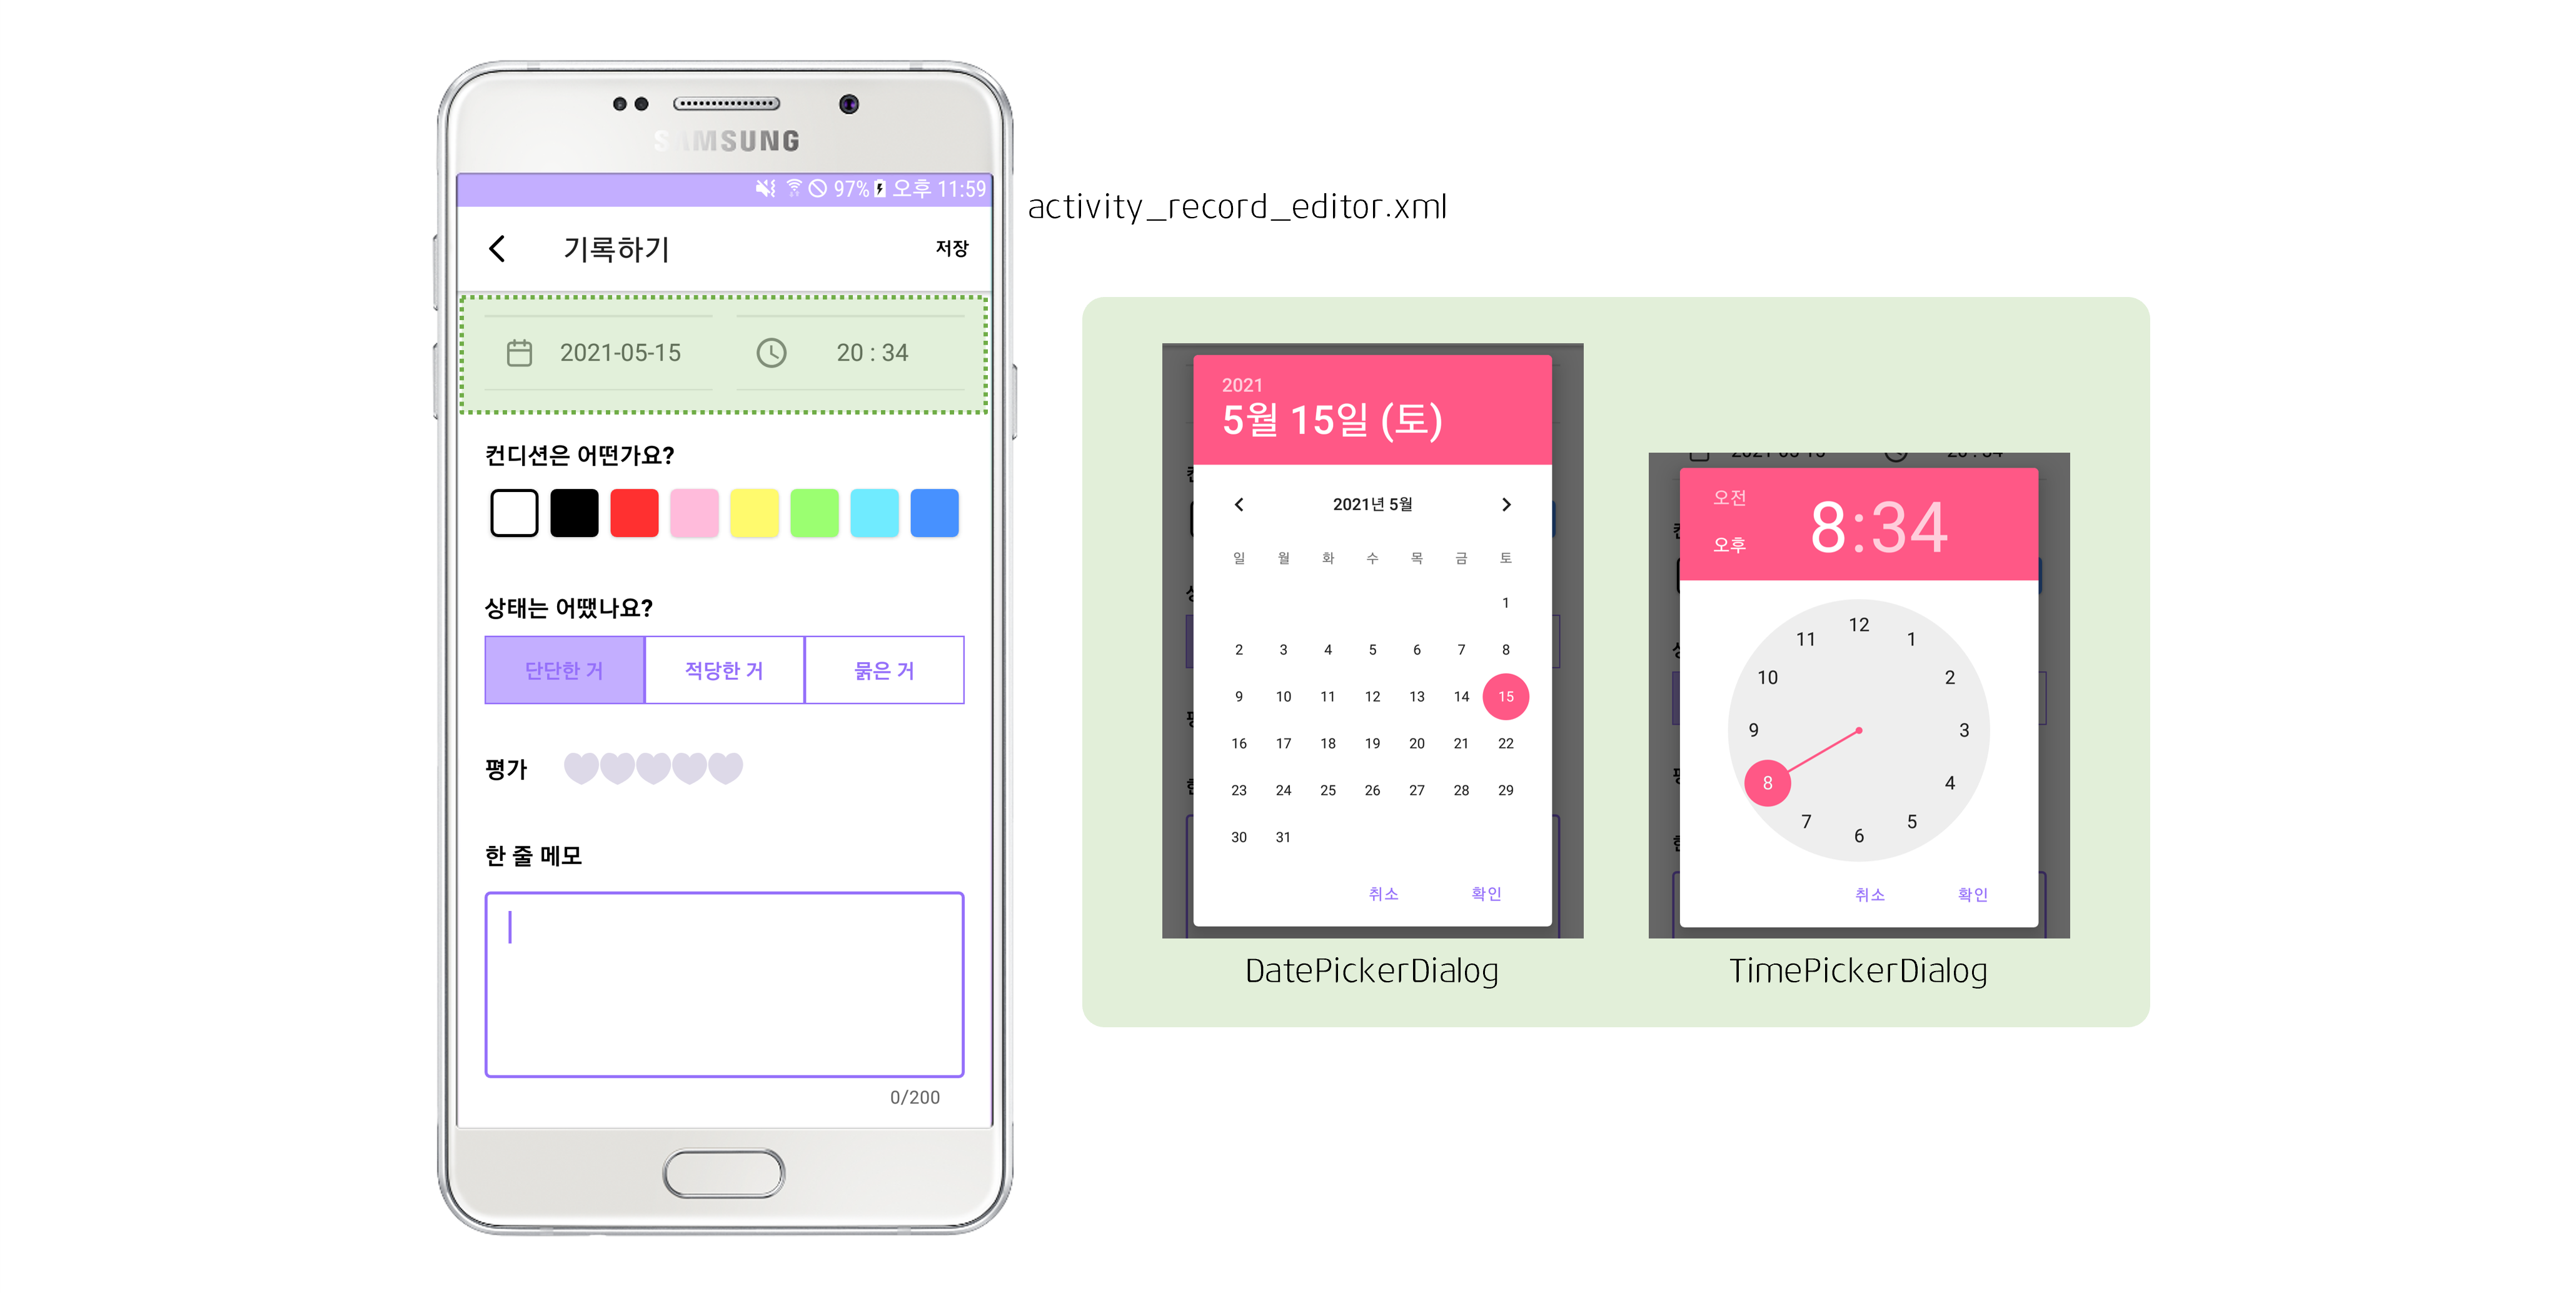 SAMSUNG
97% 오후 11:59
기록하기
저장
2021-05-15
20 : 34
컨디션은 어떤가요?
상태는 어땠나요?
단단한 거
적당한 거
묽은 거
평가
한 줄 메모
0/200
activity_record_editor.xml
2021
5월 15일 (토)
2021년 5월
일 월 화 수 목 금 토
1
2 3 4 5 6 7 8
9 10 11 12 13 14 15
16 17 18 19 20 21 22
23 24 25 26 27 28 29
30 31
취소 확인
DatePickerDialog
오전
오후
8:34
12
11 1
10 2
9 3
8 4
7 5
6
취소 확인
TimePickerDialog